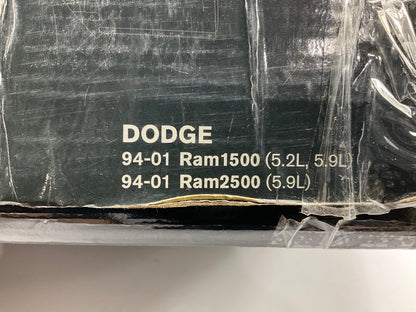 DODGE
94-01 Ram1500 (5.2L, 5.9L)
94-01 Ram2500 (5.9L)